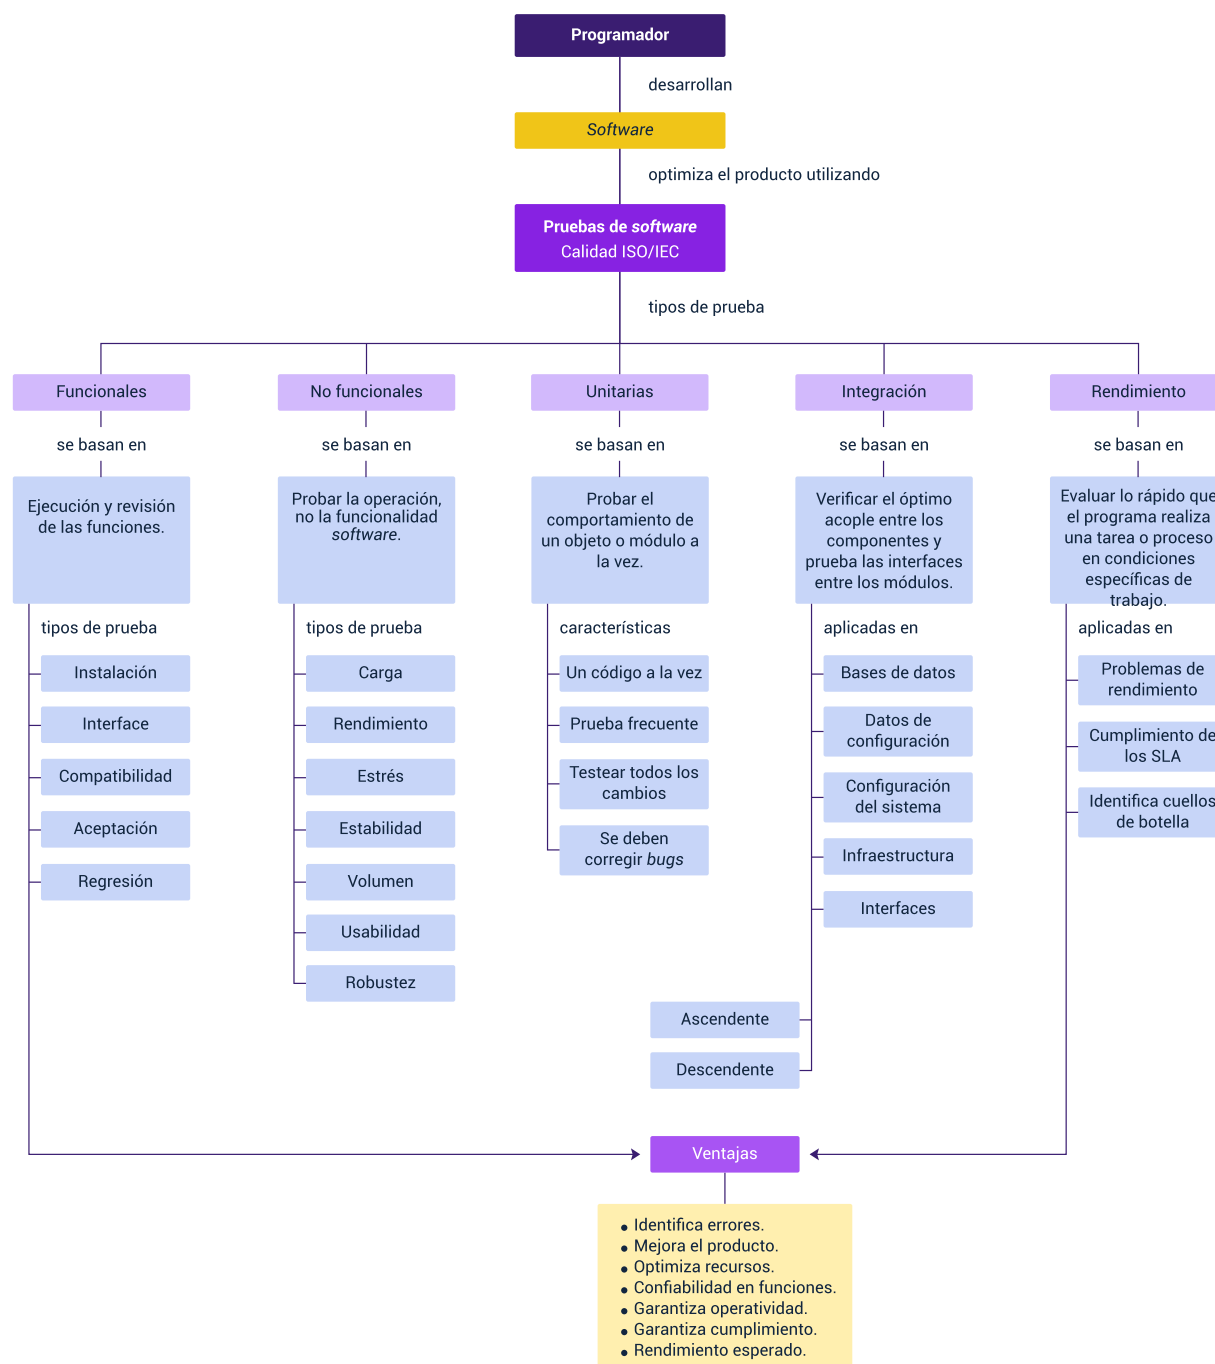 Programador
desarrollan
Software
optimiza el producto utilizando
Pruebas de software
Calidad ISO/IEC
tipos de prueba
Funcionales
se basan en
Ejecución y revisión
de las funciones.
tipos de prueba
Instalación
Interface
Compatibilidad
Aceptación
Regresión
No funcionales
se basan en
Probar la operación,
no la funcionalidad
software.
tipos de prueba
Carga
Rendimiento
Estrés
Estabilidad
Volumen
Usabilidad
Robustez
Unitarias
se basan en
Probar el
comportamiento de
un objeto o módulo a
la vez.
características
Un código a la vez
Prueba frecuente
Testear todos los
cambios
Se deben
corregir bugs
Integración
se basan en
Verificar el óptimo
acople entre los
componentes y
prueba las interfaces
entre los módulos.
aplicadas en
Bases de datos
Datos de
configuración
Configuración
del sistema
Infraestructura
Interfaces
Ascendente
Descendente
Rendimiento
se basan en
Evaluar lo rápido que
el programa realiza
una tarea o proceso
en condiciones
específicas de
trabajo.
aplicadas en
Problemas de
rendimiento
Cumplimiento de
los SLA
Identifica cuellos
de botella
Ventajas
• Identifica errores.
• Mejora el producto.
• Optimiza recursos.
• Confiabilidad en funciones.
• Garantiza operatividad.
• Garantiza cumplimiento.
• Rendimiento esperado.